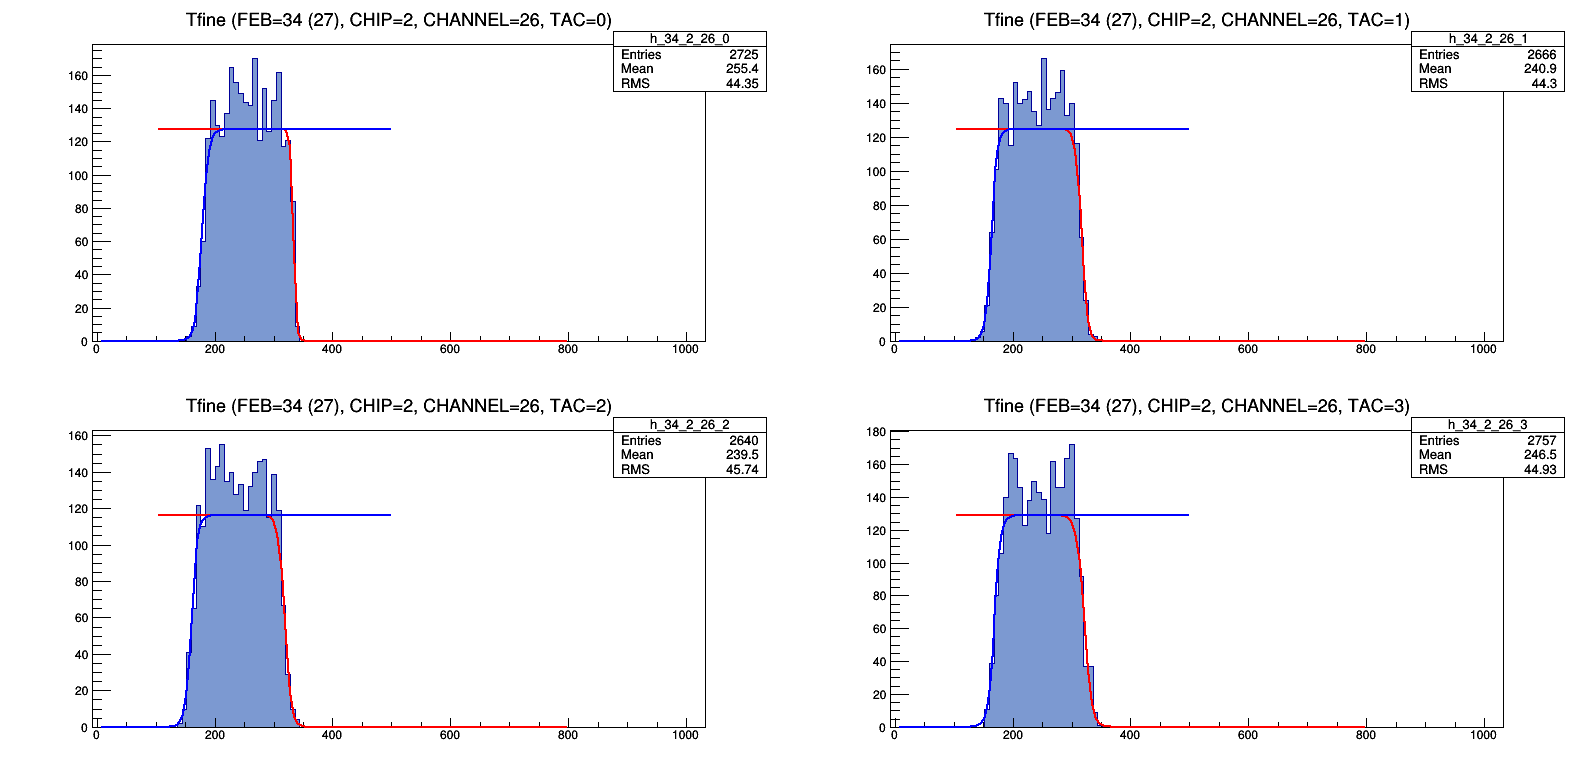 Tfine (FEB=34 (27), CHIP=2, CHANNEL=26, TAC=0)
h_34_2_26_0
Entries 2725
Mean 255.4
RMS 44.35
160
140
120
100
80
60
40
20
0
0 200 400 600 800 1000
Tfine (FEB=34 (27), CHIP=2, CHANNEL=26, TAC=1)
h_34_2_26_1
Entries 2666
Mean 240.9
RMS 44.3
160
140
120
100
80
60
40
20
0
0 200 400 600 800 1000
Tfine (FEB=34 (27), CHIP=2, CHANNEL=26, TAC=2)
h_34_2_26_2
Entries 2640
Mean 239.5
RMS 45.74
160
140
120
100
80
60
40
20
0
0 200 400 600 800 1000
Tfine (FEB=34 (27), CHIP=2, CHANNEL=26, TAC=3)
h_34_2_26_3
Entries 2757
Mean 246.5
RMS 44.93
180
160
140
120
100
80
60
40
20
0
0 200 400 600 800 1000